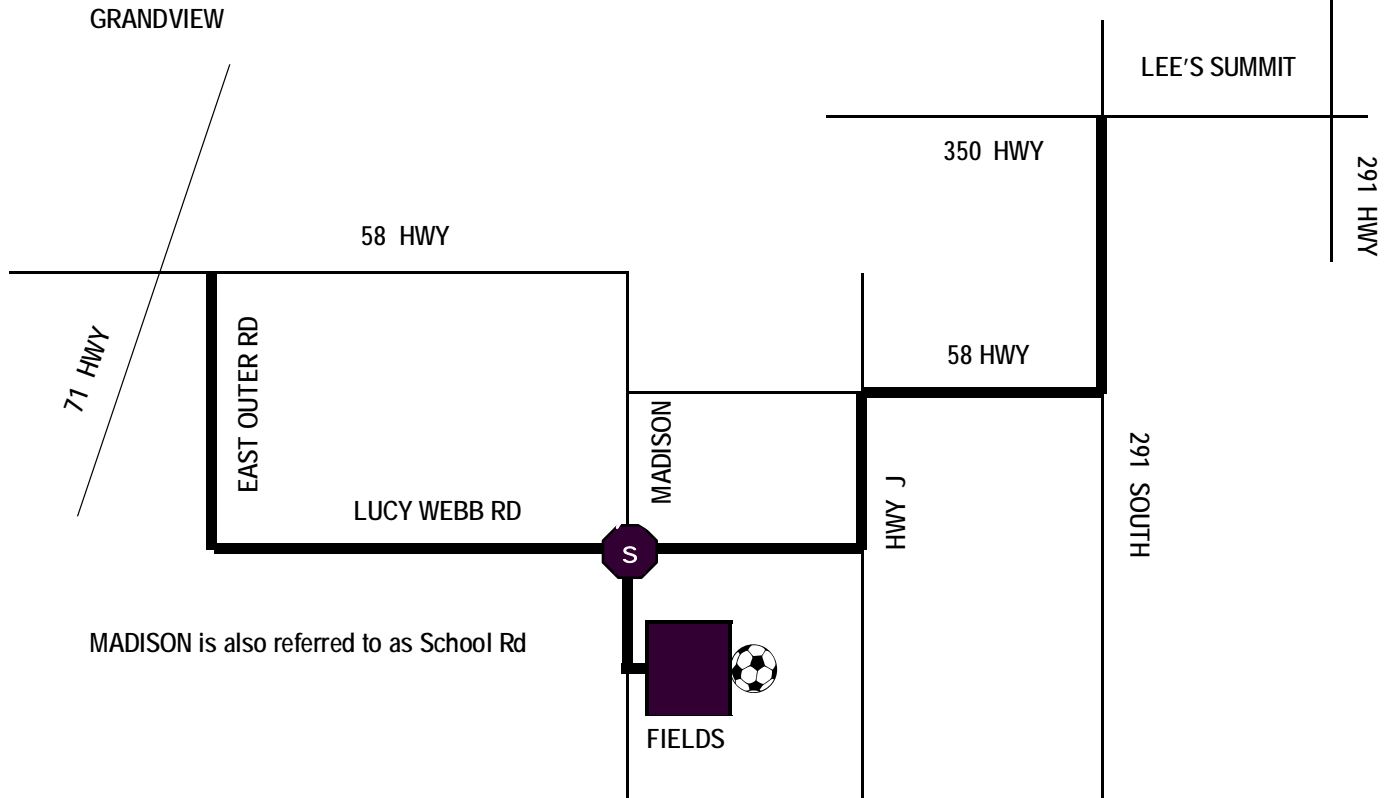 GRANDVIEW
LEE'S SUMMIT
350 HWY
291 HWY
58 HWY
71 HWY
EAST OUTER RD
58 HWY
MADISON
291 SOUTH
HWY J
LUCY WEBB RD
S
MADISON is also referred to as School Rd
FIELDS